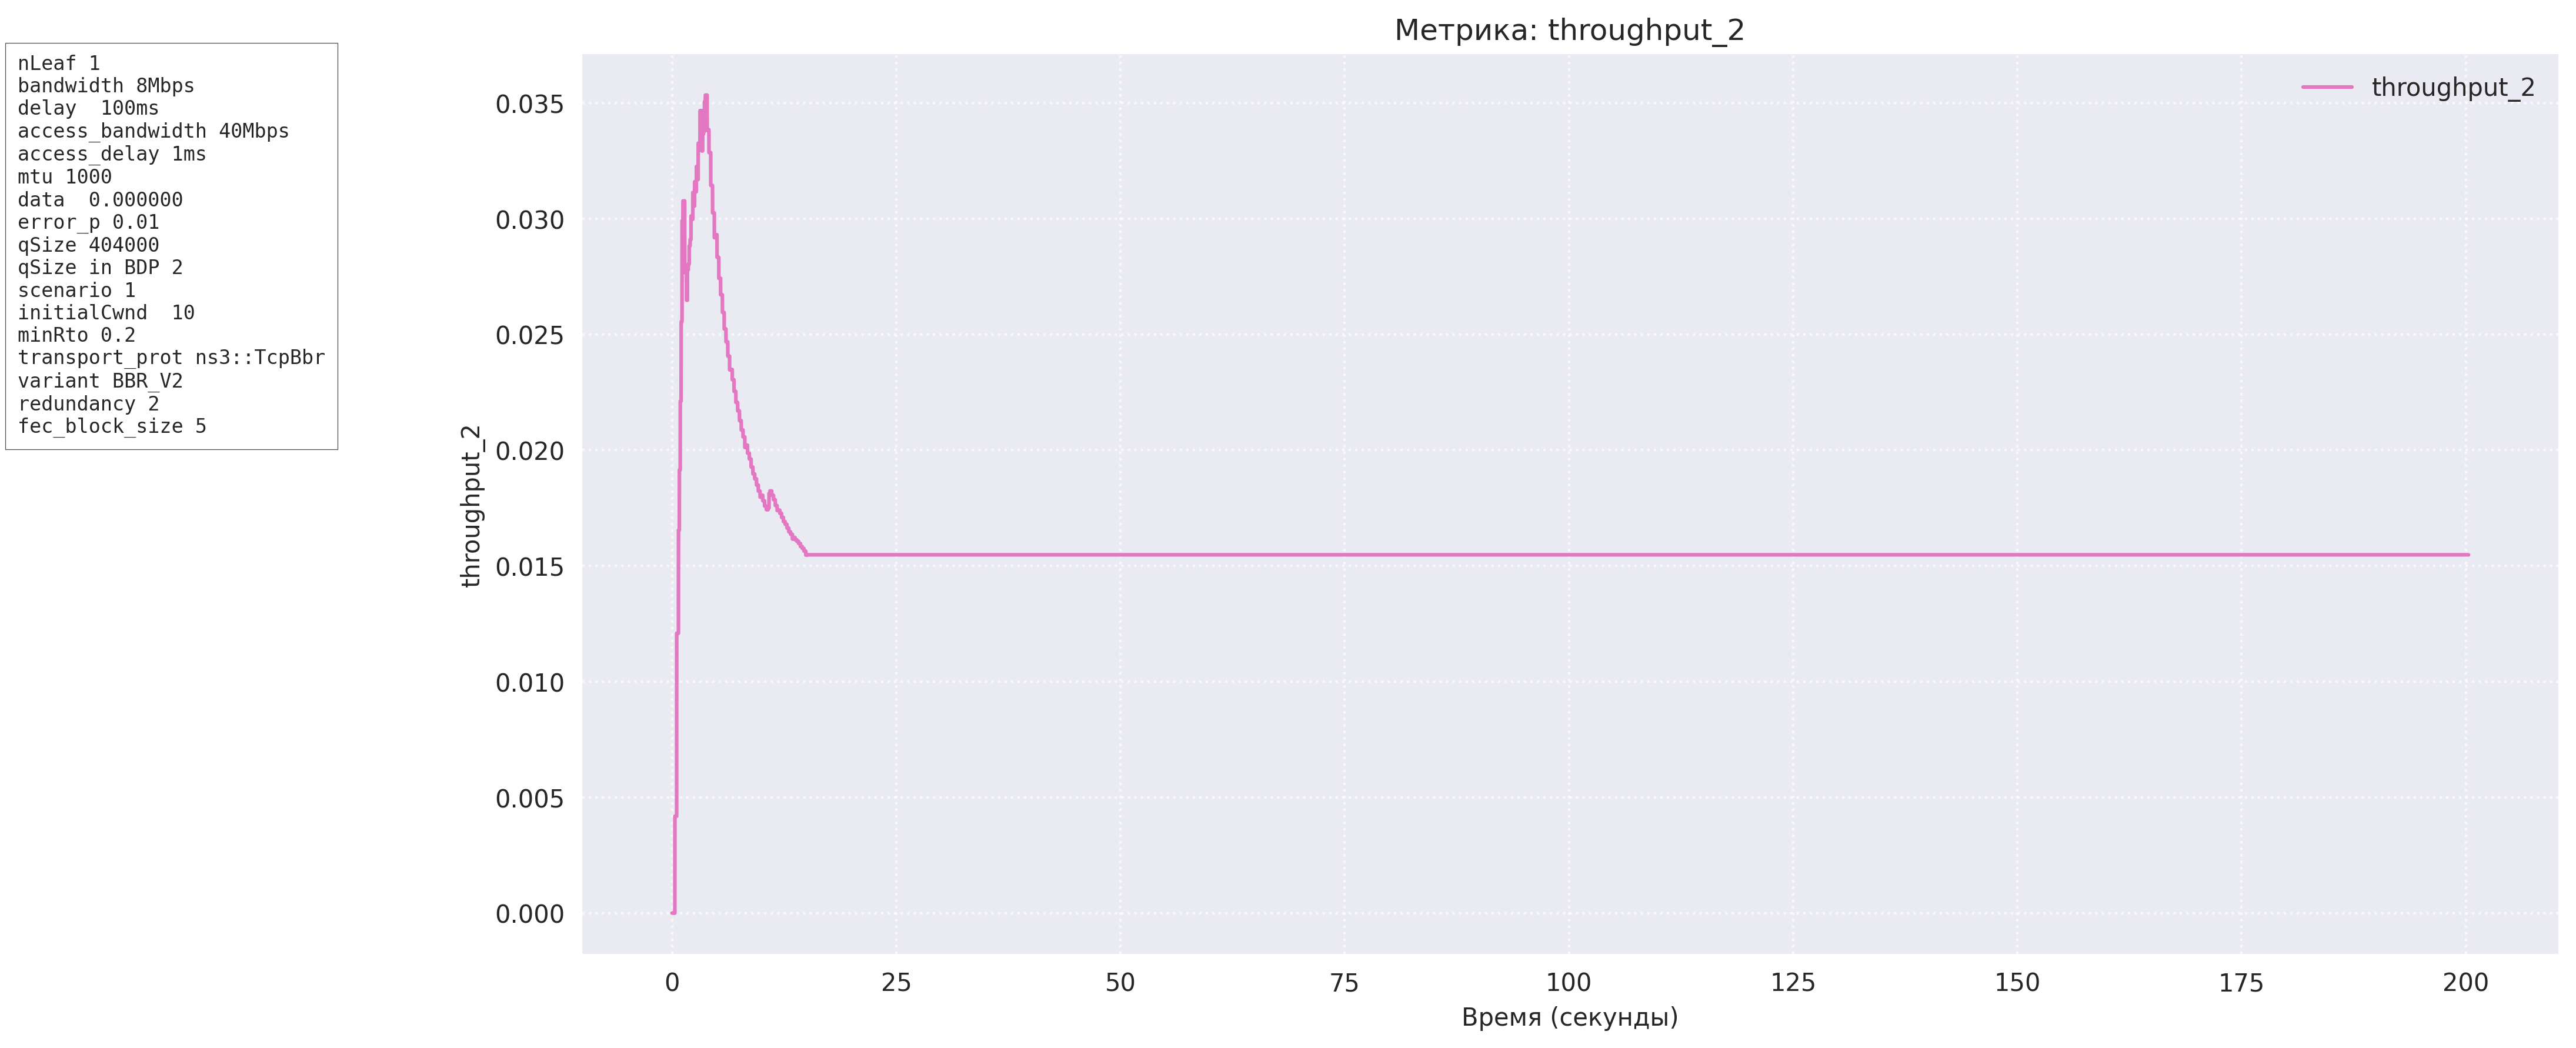 Метрика: throughput_2
nLeaf 1
bandwidth 8Mbps
delay  100ms
access_bandwidth 40Mbps
access_delay 1ms
mtu 1000
data  0.000000
error_p 0.01
qSize 404000
qSize in BDP 2
scenario 1
initialCwnd  10
minRto 0.2
transport_prot ns3::TcpBbr
variant BBR_V2
redundancy 2
fec_block_size 5
throughput_2
throughput_2
0.035
0.030
0.025
0.020
0.015
0.010
0.005
0.000
0 25 50 75 100 125 150 175 200
Время (секунды)